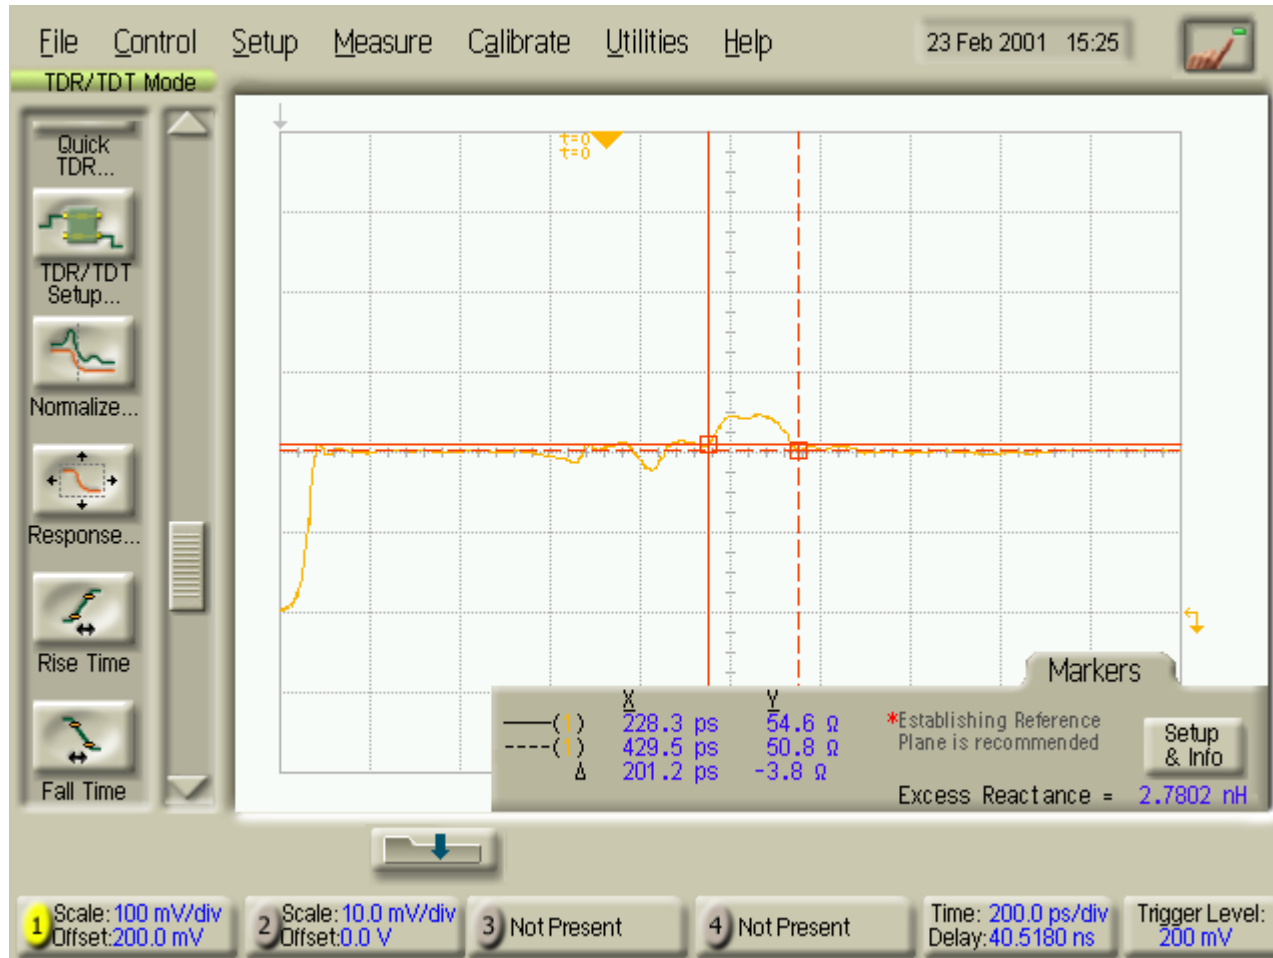 File Control Setup Measure Calibrate Utilities Help 23 Feb 2001 15:25
TDR/TDT Mode
Quick
TDR...
TDR/TDT
Setup...
Normalize...
Response...
Rise Time
Fall Time
t=0
t=0
Markers
X Y
(1) 228.3 ps 54.6 Ω
(1) 429.5 ps 50.8 Ω
Δ 201.2 ps -3.8 Ω
*Establishing Reference
Plane is recommended
Setup
& Info
Excess Reactance = 2.7802 nH
1 Scale: 100 mV/div
Offset:200.0 mV
2 Scale: 10.0 mV/div
Offset:0.0 V
3 Not Present
4 Not Present
Time: 200.0 ps/div
Delay:40.5180 ns
Trigger Level:
200 mV